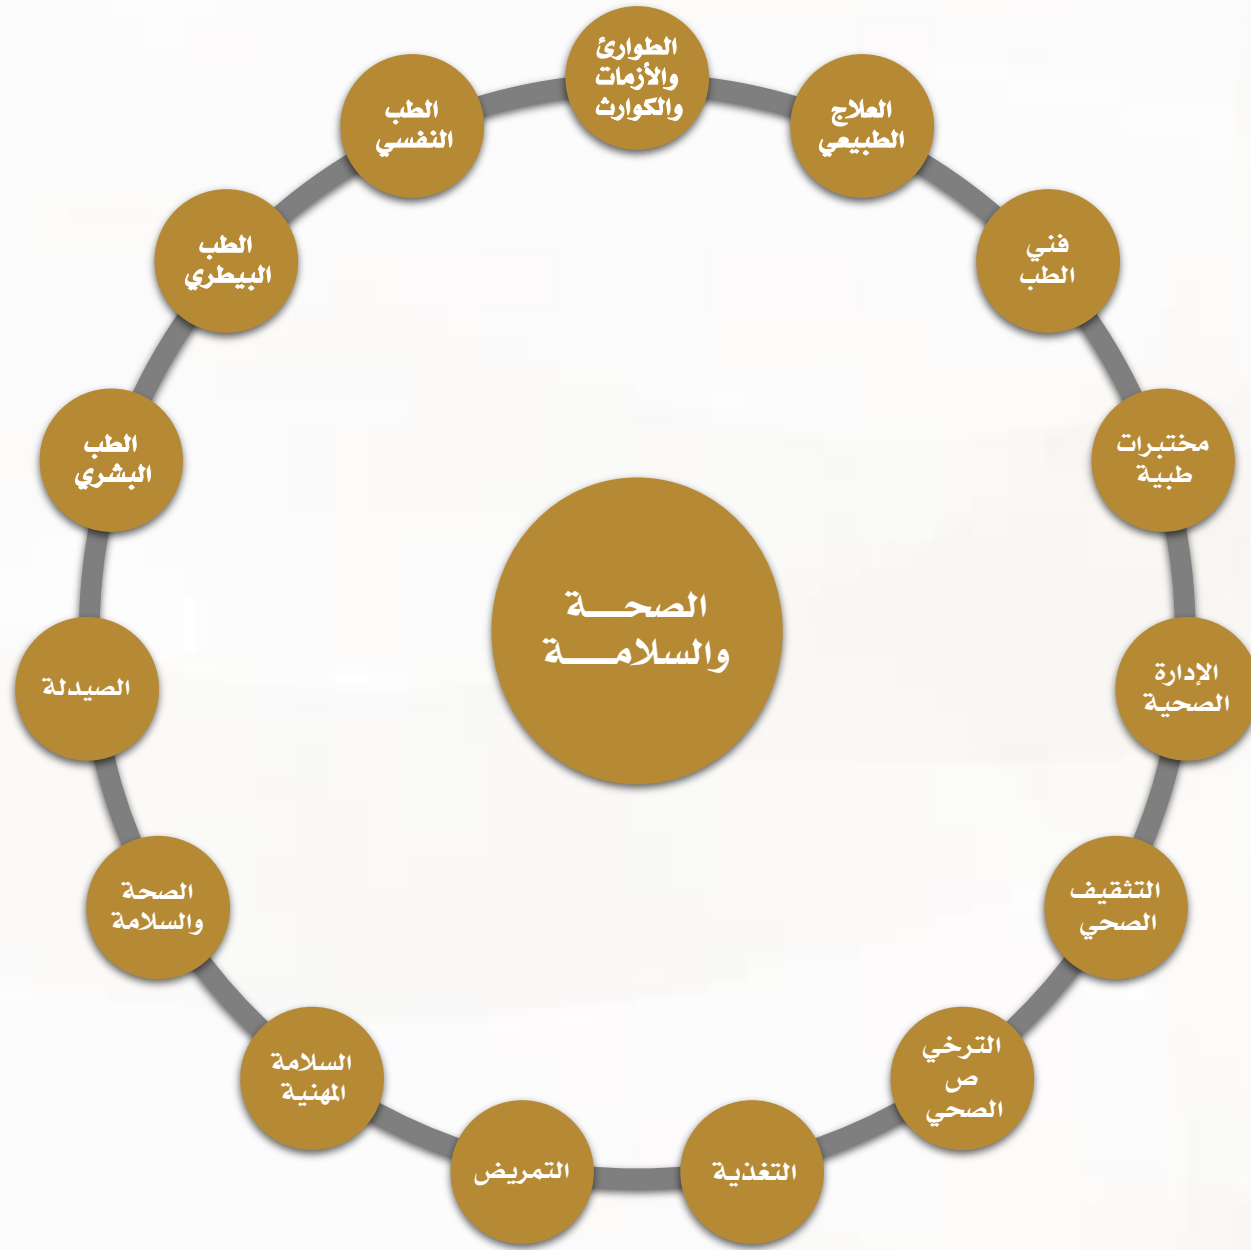 الطوارئ
والأزمات
والكوارث
العلاج
الطبيعي
فني
الطب
مختبرات
طبية
الإدارة
الصحية
التثقيف
الصحي
الترخي
ص
الصحي
التغذية
التمريض
السلامة
المهنية
الصحة
والسلامة
الصيدلة
الطب
البشري
الطب
البيطري
الطب
النفسي
الصحـــة
والسلامـــة